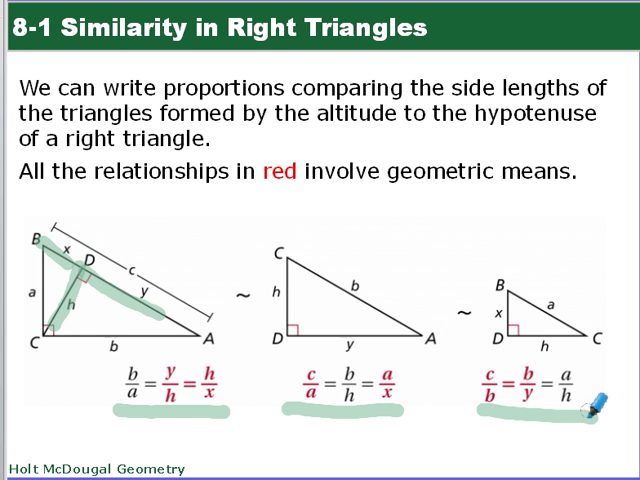 8-1 Similarity in Right Triangles
We can write proportions comparing the side lengths of
the triangles formed by the altitude to the hypotenuse
of a right triangle.
All the relationships in red involve geometric means.
B x D c y a h C b A
~
C h b D y A
~
B x a D h C
b/a = y/h = h/x
c/a = b/h = a/x
c/b = b/y = a/h
Holt McDougal Geometry